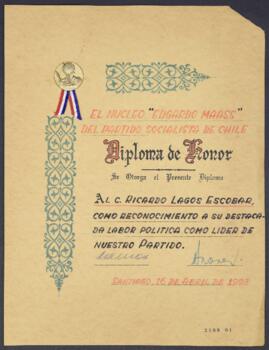 EL NUCLEO "EDGARDO MAASS"
DEL PARTIDO SOCIALISTA DE CHILE
Diploma de Honor
Se Otorga el Presente Diploma
AL C. RICARDO LAGOS ESCOBAR,
COMO RECONOCIMIENTO A SU DESTACA-
DA LABOR POLITICA COMO LIDER DE
NUESTRO PARTIDO.
SANTIAGO, 16 DE ABRIL DE 1993